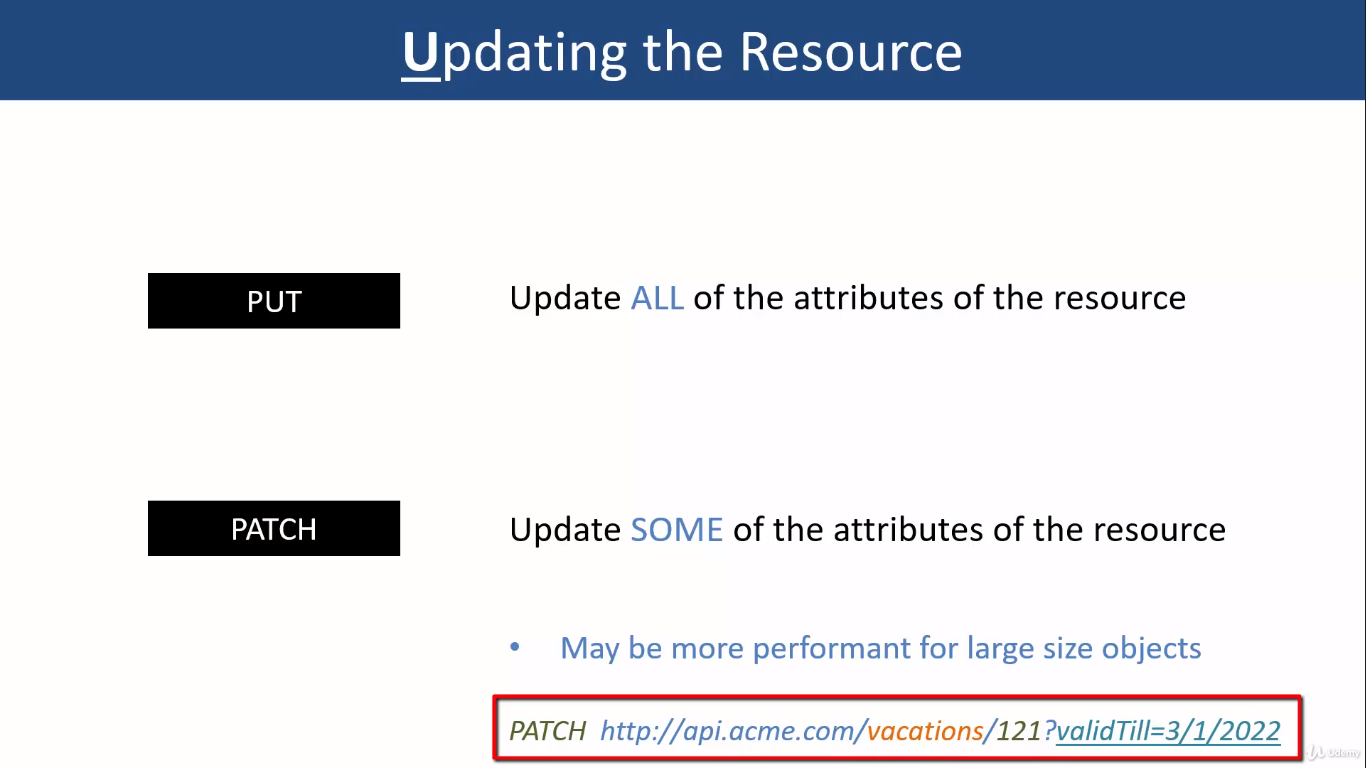 Updating the Resource
PUT
Update ALL of the attributes of the resource
PATCH
Update SOME of the attributes of the resource
• May be more performant for large size objects
PATCH http://api.acme.com/vacations/121?validTill=3/1/2022
Udemy